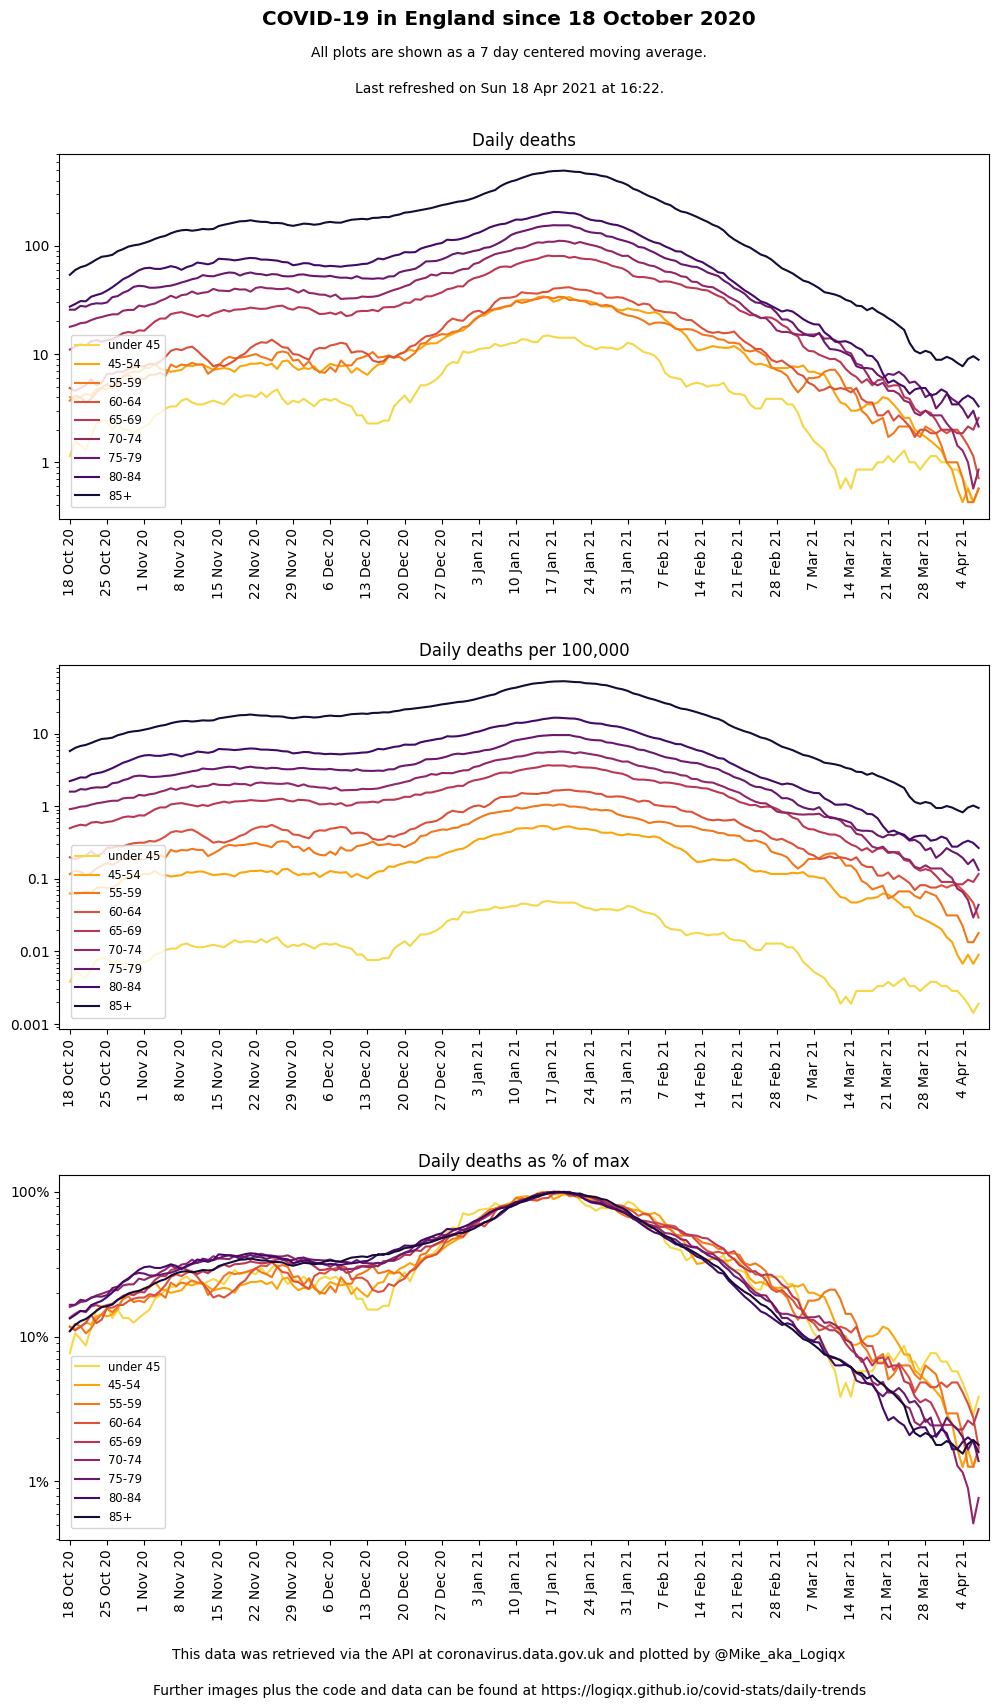 COVID-19 in England since 18 October 2020
All plots are shown as a 7 day centered moving average.
Last refreshed on Sun 18 Apr 2021 at 16:22.
Daily deaths
100
10
1
under 45
45-54
55-59
60-64
65-69
70-74
75-79
80-84
85+
18 Oct 20
25 Oct 20
1 Nov 20
8 Nov 20
15 Nov 20
22 Nov 20
29 Nov 20
6 Dec 20
13 Dec 20
20 Dec 20
27 Dec 20
3 Jan 21
10 Jan 21
17 Jan 21
24 Jan 21
31 Jan 21
7 Feb 21
14 Feb 21
21 Feb 21
28 Feb 21
7 Mar 21
14 Mar 21
21 Mar 21
28 Mar 21
4 Apr 21
Daily deaths per 100,000
10
1
0.1
0.01
0.001
under 45
45-54
55-59
60-64
65-69
70-74
75-79
80-84
85+
18 Oct 20
25 Oct 20
1 Nov 20
8 Nov 20
15 Nov 20
22 Nov 20
29 Nov 20
6 Dec 20
13 Dec 20
20 Dec 20
27 Dec 20
3 Jan 21
10 Jan 21
17 Jan 21
24 Jan 21
31 Jan 21
7 Feb 21
14 Feb 21
21 Feb 21
28 Feb 21
7 Mar 21
14 Mar 21
21 Mar 21
28 Mar 21
4 Apr 21
Daily deaths as % of max
100%
10%
1%
under 45
45-54
55-59
60-64
65-69
70-74
75-79
80-84
85+
18 Oct 20
25 Oct 20
1 Nov 20
8 Nov 20
15 Nov 20
22 Nov 20
29 Nov 20
6 Dec 20
13 Dec 20
20 Dec 20
27 Dec 20
3 Jan 21
10 Jan 21
17 Jan 21
24 Jan 21
31 Jan 21
7 Feb 21
14 Feb 21
21 Feb 21
28 Feb 21
7 Mar 21
14 Mar 21
21 Mar 21
28 Mar 21
4 Apr 21
This data was retrieved via the API at coronavirus.data.gov.uk and plotted by @Mike_aka_Logiqx
Further images plus the code and data can be found at https://logiqx.github.io/covid-stats/daily-trends